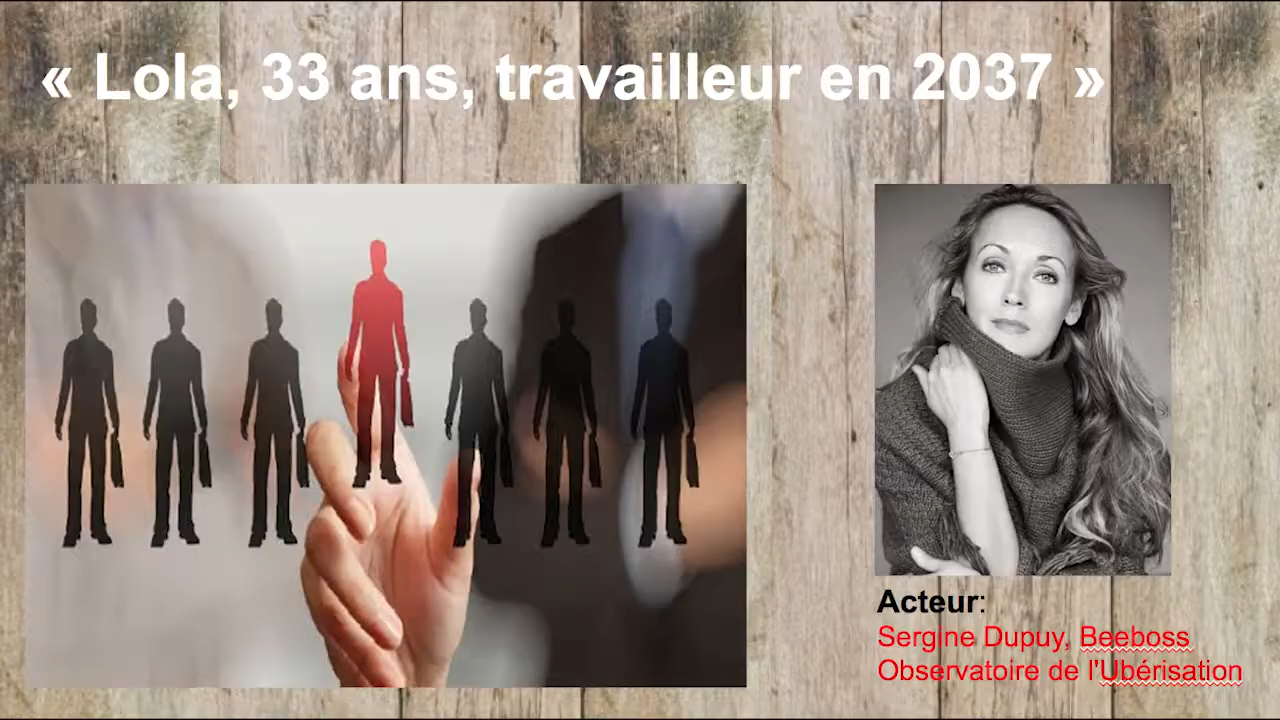 « Lola, 33 ans, travailleur en 2037 »
Acteur:
Sergine Dupuy, Beeboss
Observatoire de l'Ubérisation